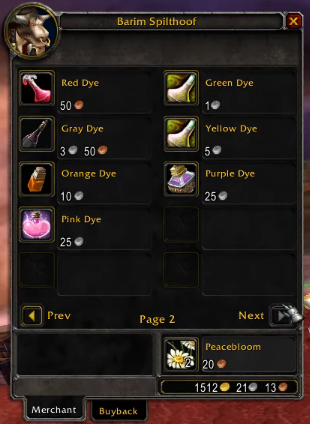 Barim Spilthoof
Red Dye
50
Green Dye
1
Gray Dye
3 50
Yellow Dye
5
Orange Dye
10
Purple Dye
25
Pink Dye
25
Prev
Page 2
Next
Peacebloom
2
20
1512 21 13
Merchant
Buyback